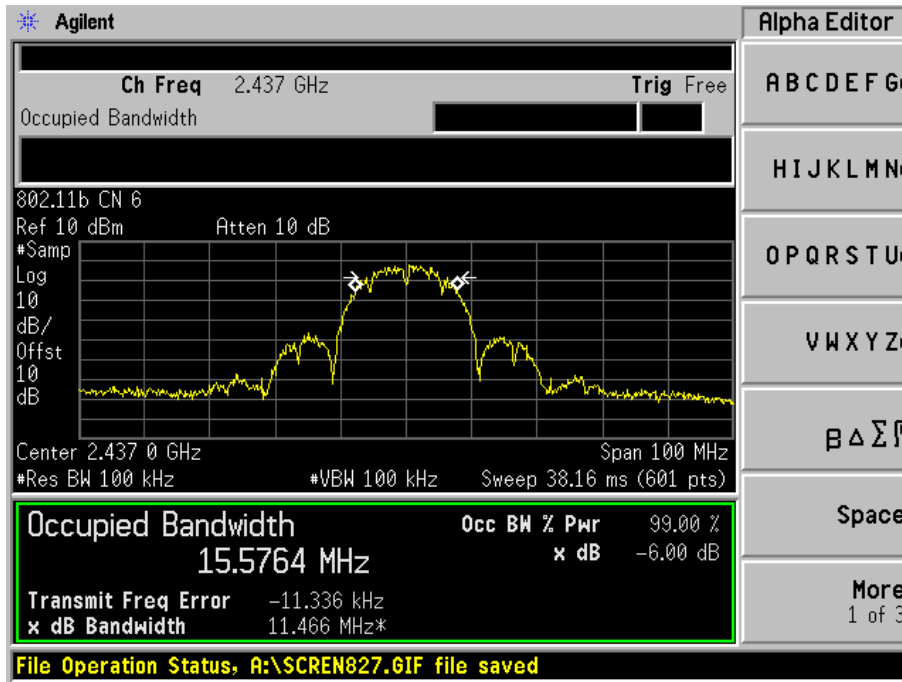 Agilent
Alpha Editor
Ch Freq 2.437 GHz Trig Free
Occupied Bandwidth
802.11b CN 6
Ref 10 dBm Atten 10 dB
#Samp
Log
10
dB/
Offst
10
dB
Center 2.437 0 GHz Span 100 MHz
#Res BW 100 kHz #VBW 100 kHz Sweep 38.16 ms (601 pts)
Occupied Bandwidth
15.5764 MHz
Occ BW % Pwr 99.00 %
x dB -6.00 dB
Transmit Freq Error -11.336 kHz
x dB Bandwidth 11.466 MHz*
File Operation Status, A:\SCREN827.GIF file saved
A B C D E F G
H I J K L M N
O P Q R S T U
V W X Y Z
β Δ Σ
Space
More
1 of 3